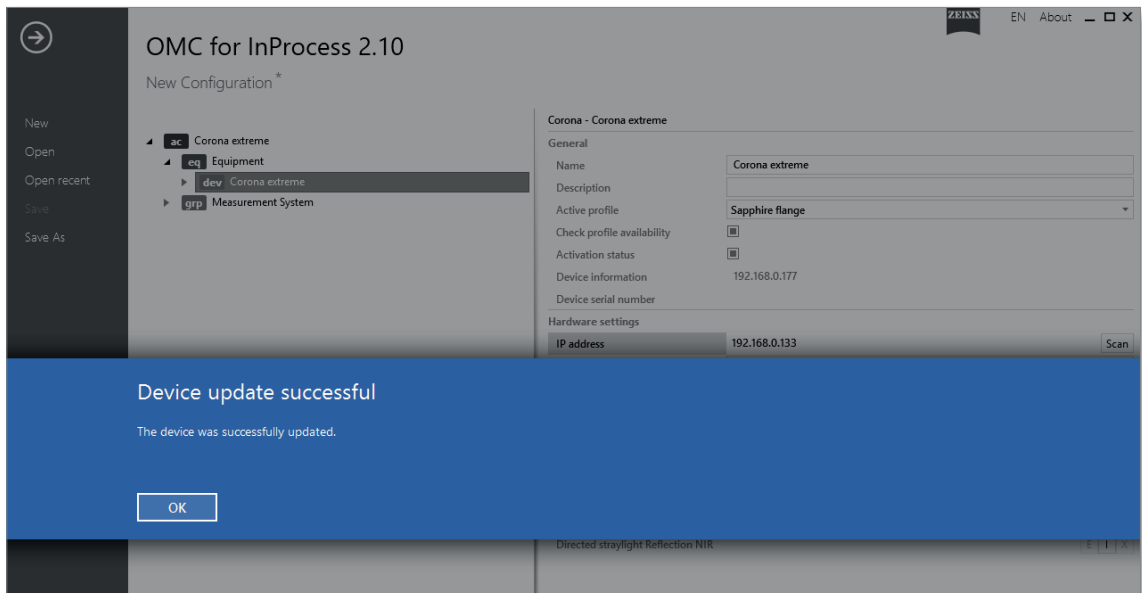 ZEISS
EN About
OMC for InProcess 2.10
New Configuration *
New
Open
Open recent
Save
Save As
ac Corona extreme
eq Equipment
dev Corona extreme
grp Measurement System
Corona - Corona extreme
General
Name Corona extreme
Description
Active profile Sapphire flange
Check profile availability
Activation status
Device information 192.168.0.177
Device serial number
Hardware settings
IP address 192.168.0.133 Scan
Device update successful
The device was successfully updated.
OK
Directed straylight Reflection NIR E I X